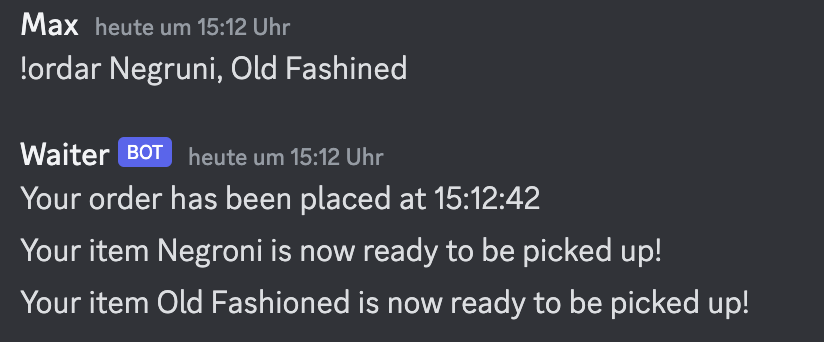 Max heute um 15:12 Uhr
!ordar Negruni, Old Fashined
Waiter BOT heute um 15:12 Uhr
Your order has been placed at 15:12:42
Your item Negroni is now ready to be picked up!
Your item Old Fashioned is now ready to be picked up!